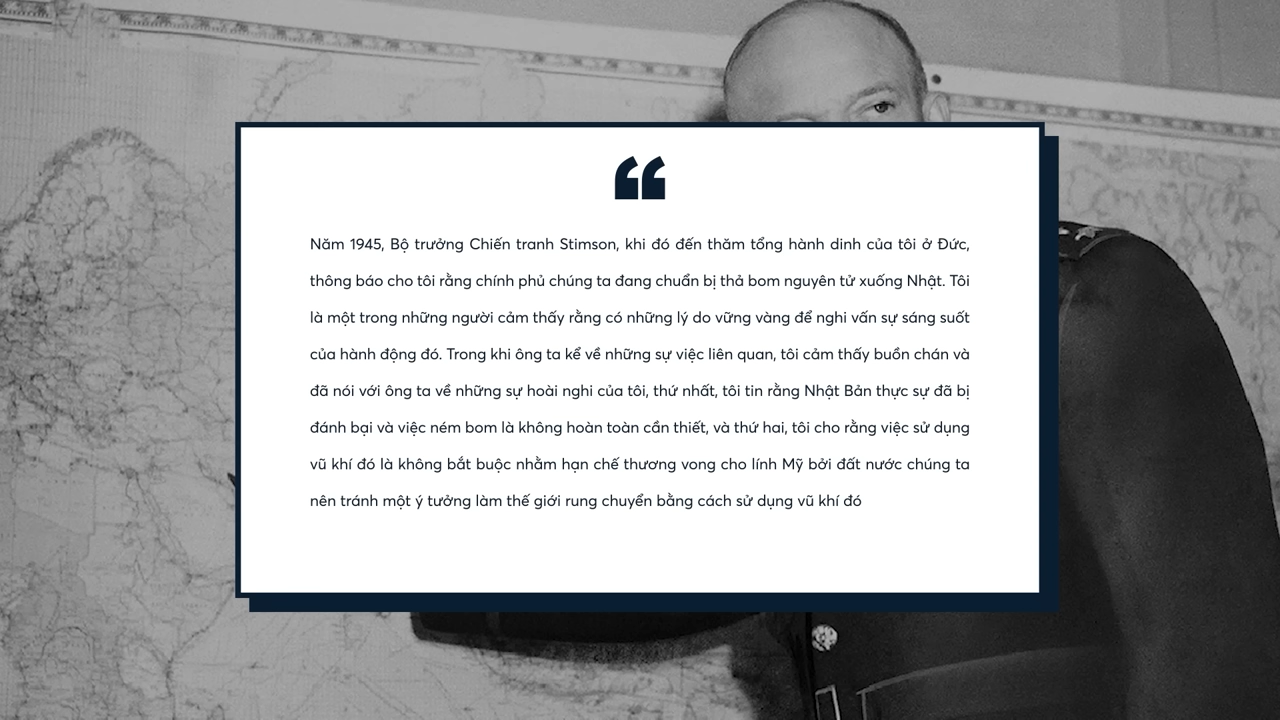 ❝
Năm 1945, Bộ trưởng Chiến tranh Stimson, khi đó đến thăm tổng hành dinh của tôi ở Đức,
thông báo cho tôi rằng chính phủ chúng ta đang chuẩn bị thả bom nguyên tử xuống Nhật. Tôi
là một trong những người cảm thấy rằng có những lý do vững vàng để nghi vấn sự sáng suốt
của hành động đó. Trong khi ông ta kể về những sự việc liên quan, tôi cảm thấy buồn chán và
đã nói với ông ta về những sự hoài nghi của tôi, thứ nhất, tôi tin rằng Nhật Bản thực sự đã bị
đánh bại và việc ném bom là không hoàn toàn cần thiết, và thứ hai, tôi cho rằng việc sử dụng
vũ khí đó là không bắt buộc nhằm hạn chế thương vong cho lính Mỹ bởi đất nước chúng ta
nên tránh một ý tưởng làm thế giới rung chuyển bằng cách sử dụng vũ khí đó